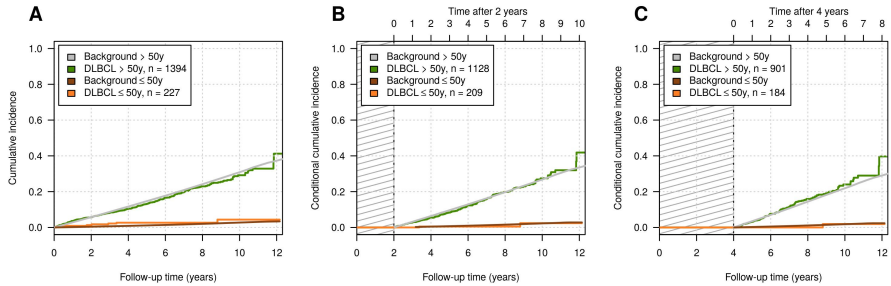 A
Background > 50y
DLBCL > 50y, n = 1394
Background ≤ 50y
DLBCL ≤ 50y, n = 227
Cumulative incidence
1.0
0.8
0.6
0.4
0.2
0.0
0 2 4 6 8 10 12
Follow-up time (years)
B
Time after 2 years
0 1 2 3 4 5 6 7 8 9 10
Background > 50y
DLBCL > 50y, n = 1128
Background ≤ 50y
DLBCL ≤ 50y, n = 209
Conditional cumulative incidence
1.0
0.8
0.6
0.4
0.2
0.0
0 2 4 6 8 10 12
Follow-up time (years)
C
Time after 4 years
0 1 2 3 4 5 6 7 8
Background > 50y
DLBCL > 50y, n = 901
Background ≤ 50y
DLBCL ≤ 50y, n = 184
Conditional cumulative incidence
1.0
0.8
0.6
0.4
0.2
0.0
0 2 4 6 8 10 12
Follow-up time (years)